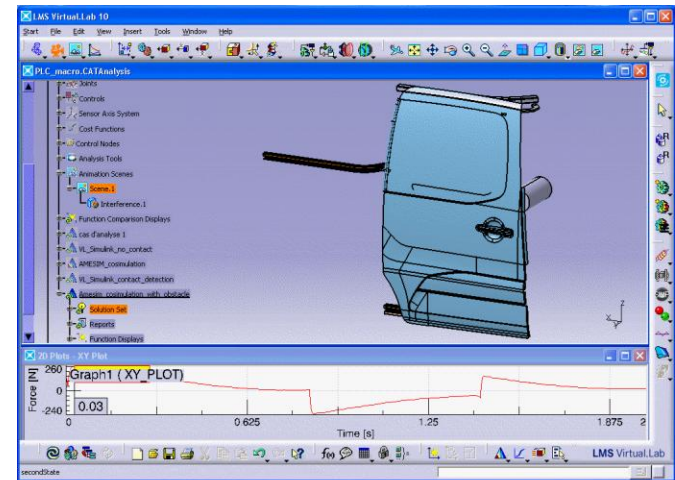 LMS Virtual.Lab 10
Start File Edit View Insert Tools Window Help
PLC_macro.CATAnalysis
Joints
Controls
Sensor Axis System
Cost Functions
Control Nodes
Analysis Tools
Animation Scenes
Scene.1
Interference.1
Function Comparison Displays
cas d'analyse 1
VL_Simulink_no_contact
AMESIM_cosimulation
VL_Simulink_contact_detection
Amesim_cosimulation_with_obstacle
Solution Set
Reports
Function Displays
z
2D Plots - XY Plot
Force [N]
260
0
-240
Graph1 ( XY_PLOT)
0.03
0 0.625 1.25 1.875 2
Time [s]
f(x)
LMS Virtual.Lab
secondState